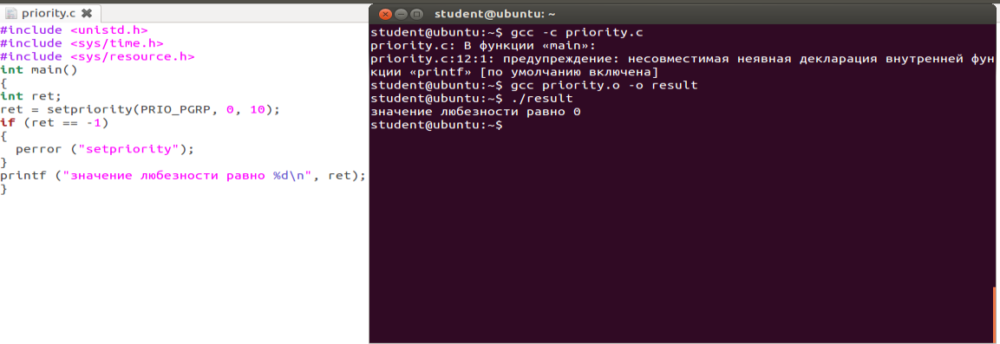 priority.c
#include <unistd.h>
#include <sys/time.h>
#include <sys/resource.h>
int main()
{
int ret;
ret = setpriority(PRIO_PGRP, 0, 10);
if (ret == -1)
{
  perror ("setpriority");
}
printf ("значение любезности равно %d\n", ret);
}
student@ubuntu: ~
student@ubuntu:~$ gcc -c priority.c
priority.c: В функции «main»:
priority.c:12:1: предупреждение: несовместимая неявная декларация внутренней фун
кции «printf» [по умолчанию включена]
student@ubuntu:~$ gcc priority.o -o result
student@ubuntu:~$ ./result
значение любезности равно 0
student@ubuntu:~$